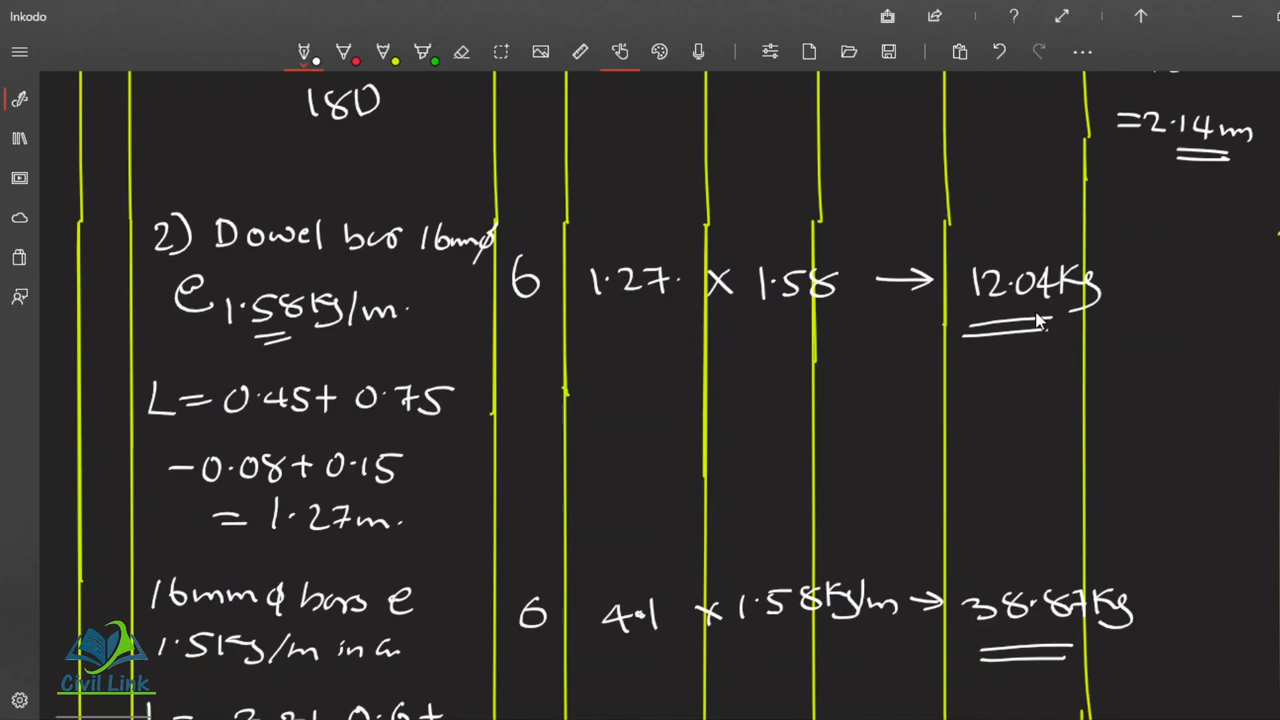 Inkodo
18D
=2.14m
2) Dowel bar 16mmφ 6 1.27. x 1.58 → 12.04Kg
@ 1.58Kg/m.
L= 0.45+ 0.75
-0.08+ 0.15
= 1.27m.
16mmφ bars @ 6 4.1 x 1.58Kg/m → 38.87Kg
1.5Kg/m in
Civil Link